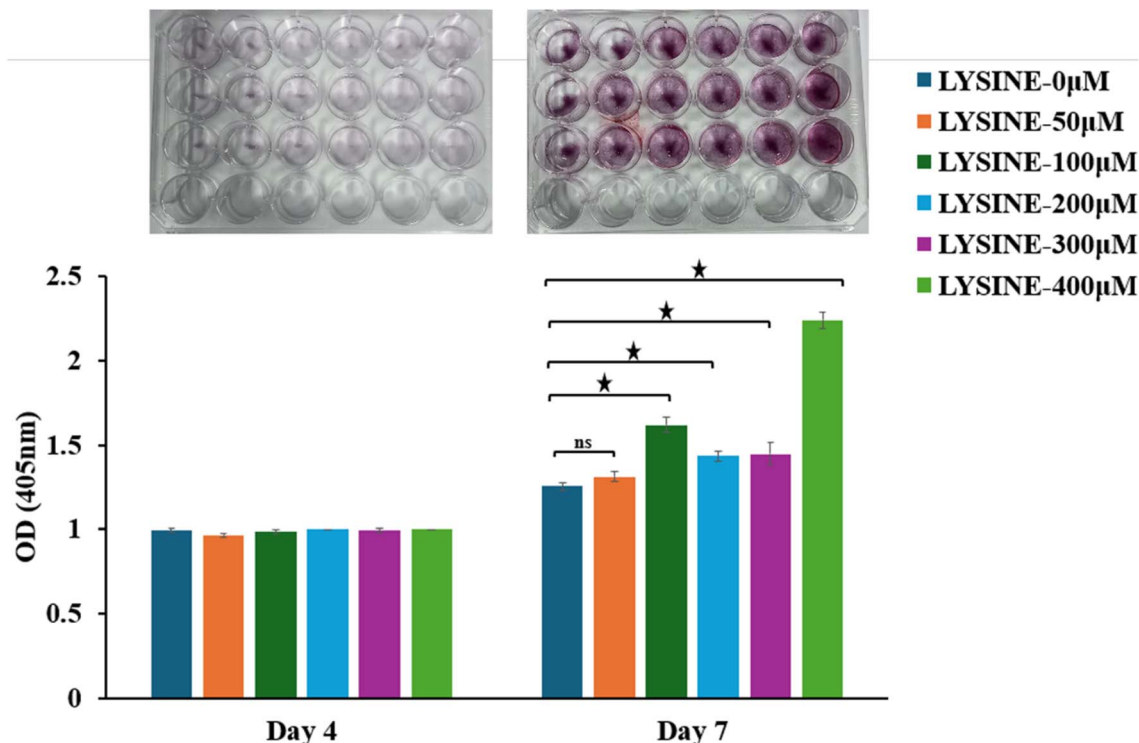 LYSINE-0μM
LYSINE-50μM
LYSINE-100μM
LYSINE-200μM
LYSINE-300μM
LYSINE-400μM
OD (405nm)
2.5
2
1.5
1
0.5
0
★
★
★
★
ns
Day 4
Day 7